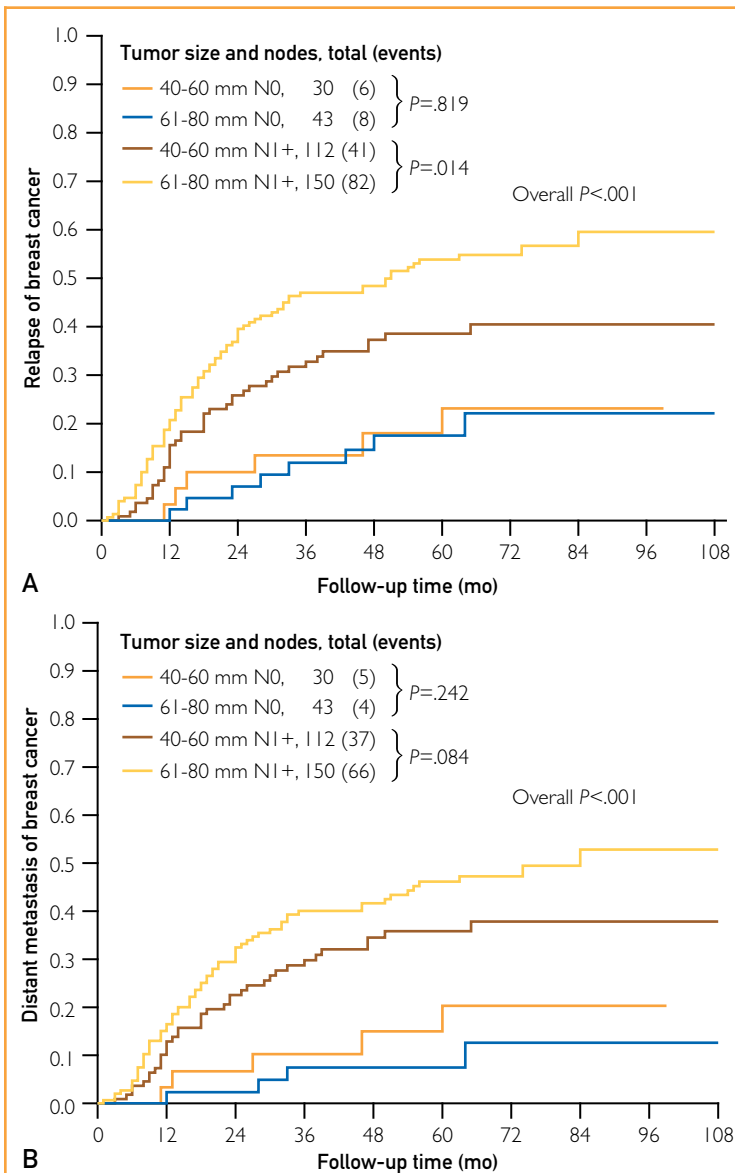 1.0
Tumor size and nodes, total (events)
0.9
40-60 mm N0, 30 (6)
P=.819
61-80 mm N0, 43 (8)
0.8
40-60 mm N1+, 112 (41)
P=.014
61-80 mm N1+, 150 (82)
0.7
Overall P<.001
0.6
0.5
0.4
0.3
0.2
0.1
0.0
Relapse of breast cancer
0 12 24 36 48 60 72 84 96 108
A
Follow-up time (mo)
1.0
Tumor size and nodes, total (events)
0.9
40-60 mm N0, 30 (5)
P=.242
61-80 mm N0, 43 (4)
0.8
40-60 mm N1+, 112 (37)
P=.084
61-80 mm N1+, 150 (66)
0.7
Overall P<.001
0.6
0.5
0.4
0.3
0.2
0.1
0.0
Distant metastasis of breast cancer
0 12 24 36 48 60 72 84 96 108
B
Follow-up time (mo)